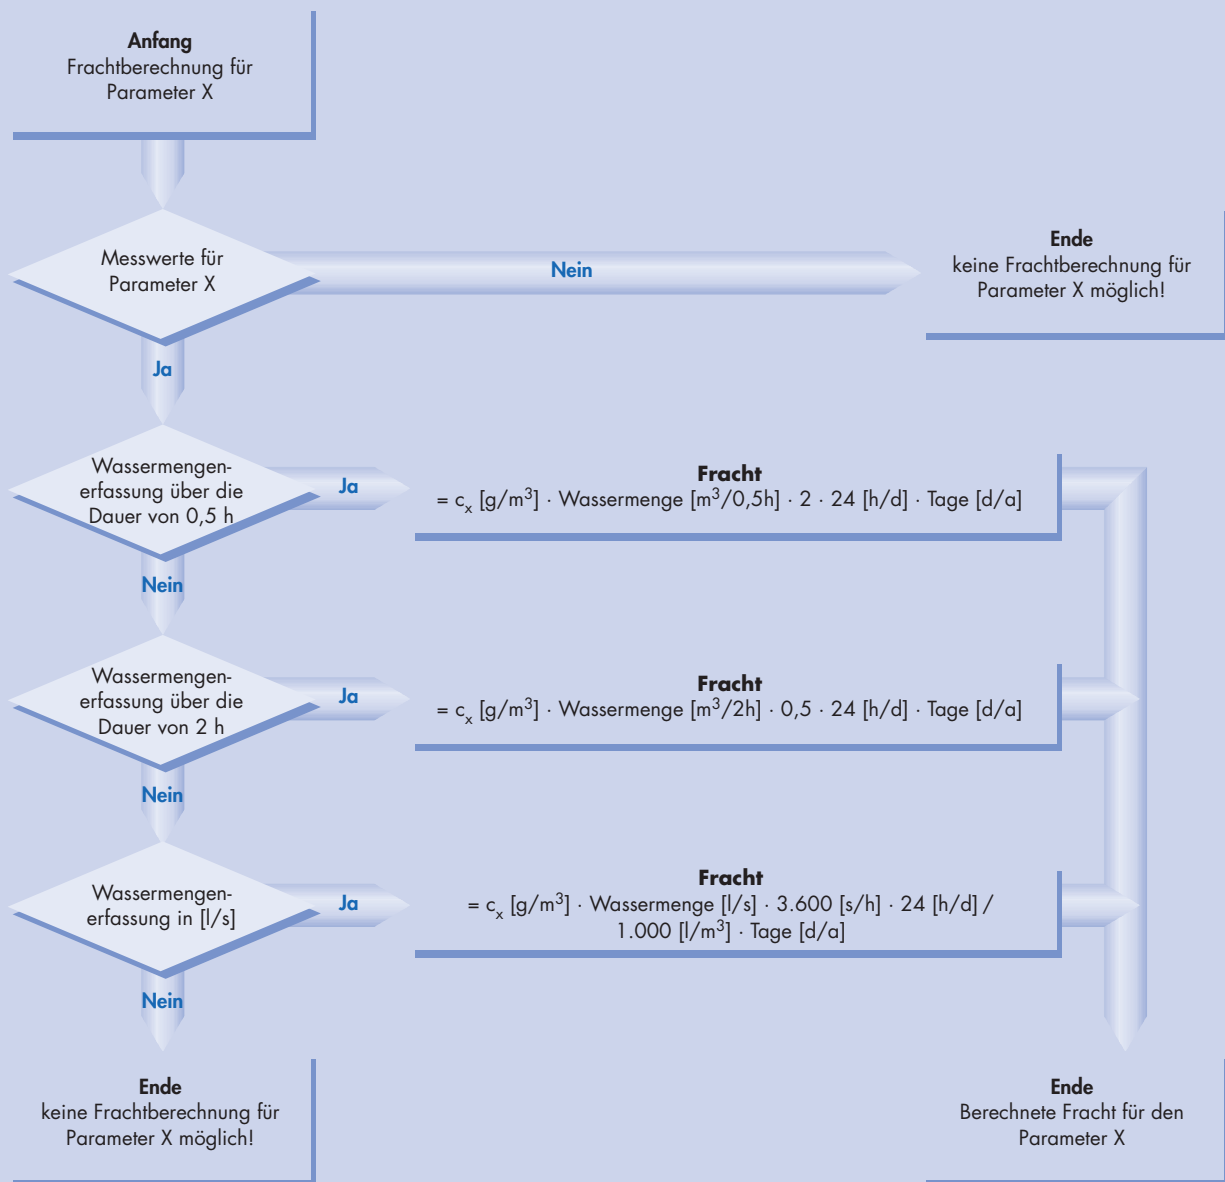 Anfang
Frachtberechnung für
Parameter X
Messwerte für
Parameter X
Nein
Ende
keine Frachtberechnung für
Parameter X möglich!
Ja
Wassermengen-
erfassung über die
Dauer von 0,5 h
Ja
Fracht
= cₓ [g/m³] · Wassermenge [m³/0,5h] · 2 · 24 [h/d] · Tage [d/a]
Nein
Wassermengen-
erfassung über die
Dauer von 2 h
Ja
Fracht
= cₓ [g/m³] · Wassermenge [m³/2h] · 0,5 · 24 [h/d] · Tage [d/a]
Nein
Wassermengen-
erfassung in [l/s]
Ja
Fracht
= cₓ [g/m³] · Wassermenge [l/s] · 3.600 [s/h] · 24 [h/d] /
1.000 [l/m³] · Tage [d/a]
Nein
Ende
keine Frachtberechnung für
Parameter X möglich!
Ende
Berechnete Fracht für den
Parameter X